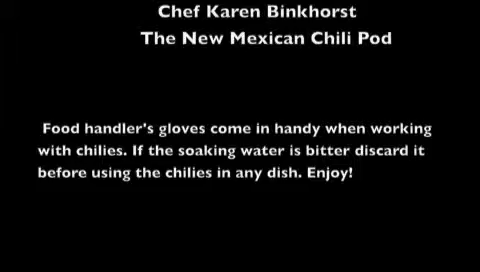 Chef Karen Binkhorst
The New Mexican Chili Pod
Food handler's gloves come in handy when working
with chilies. If the soaking water is bitter discard it
before using the chilies in any dish. Enjoy!